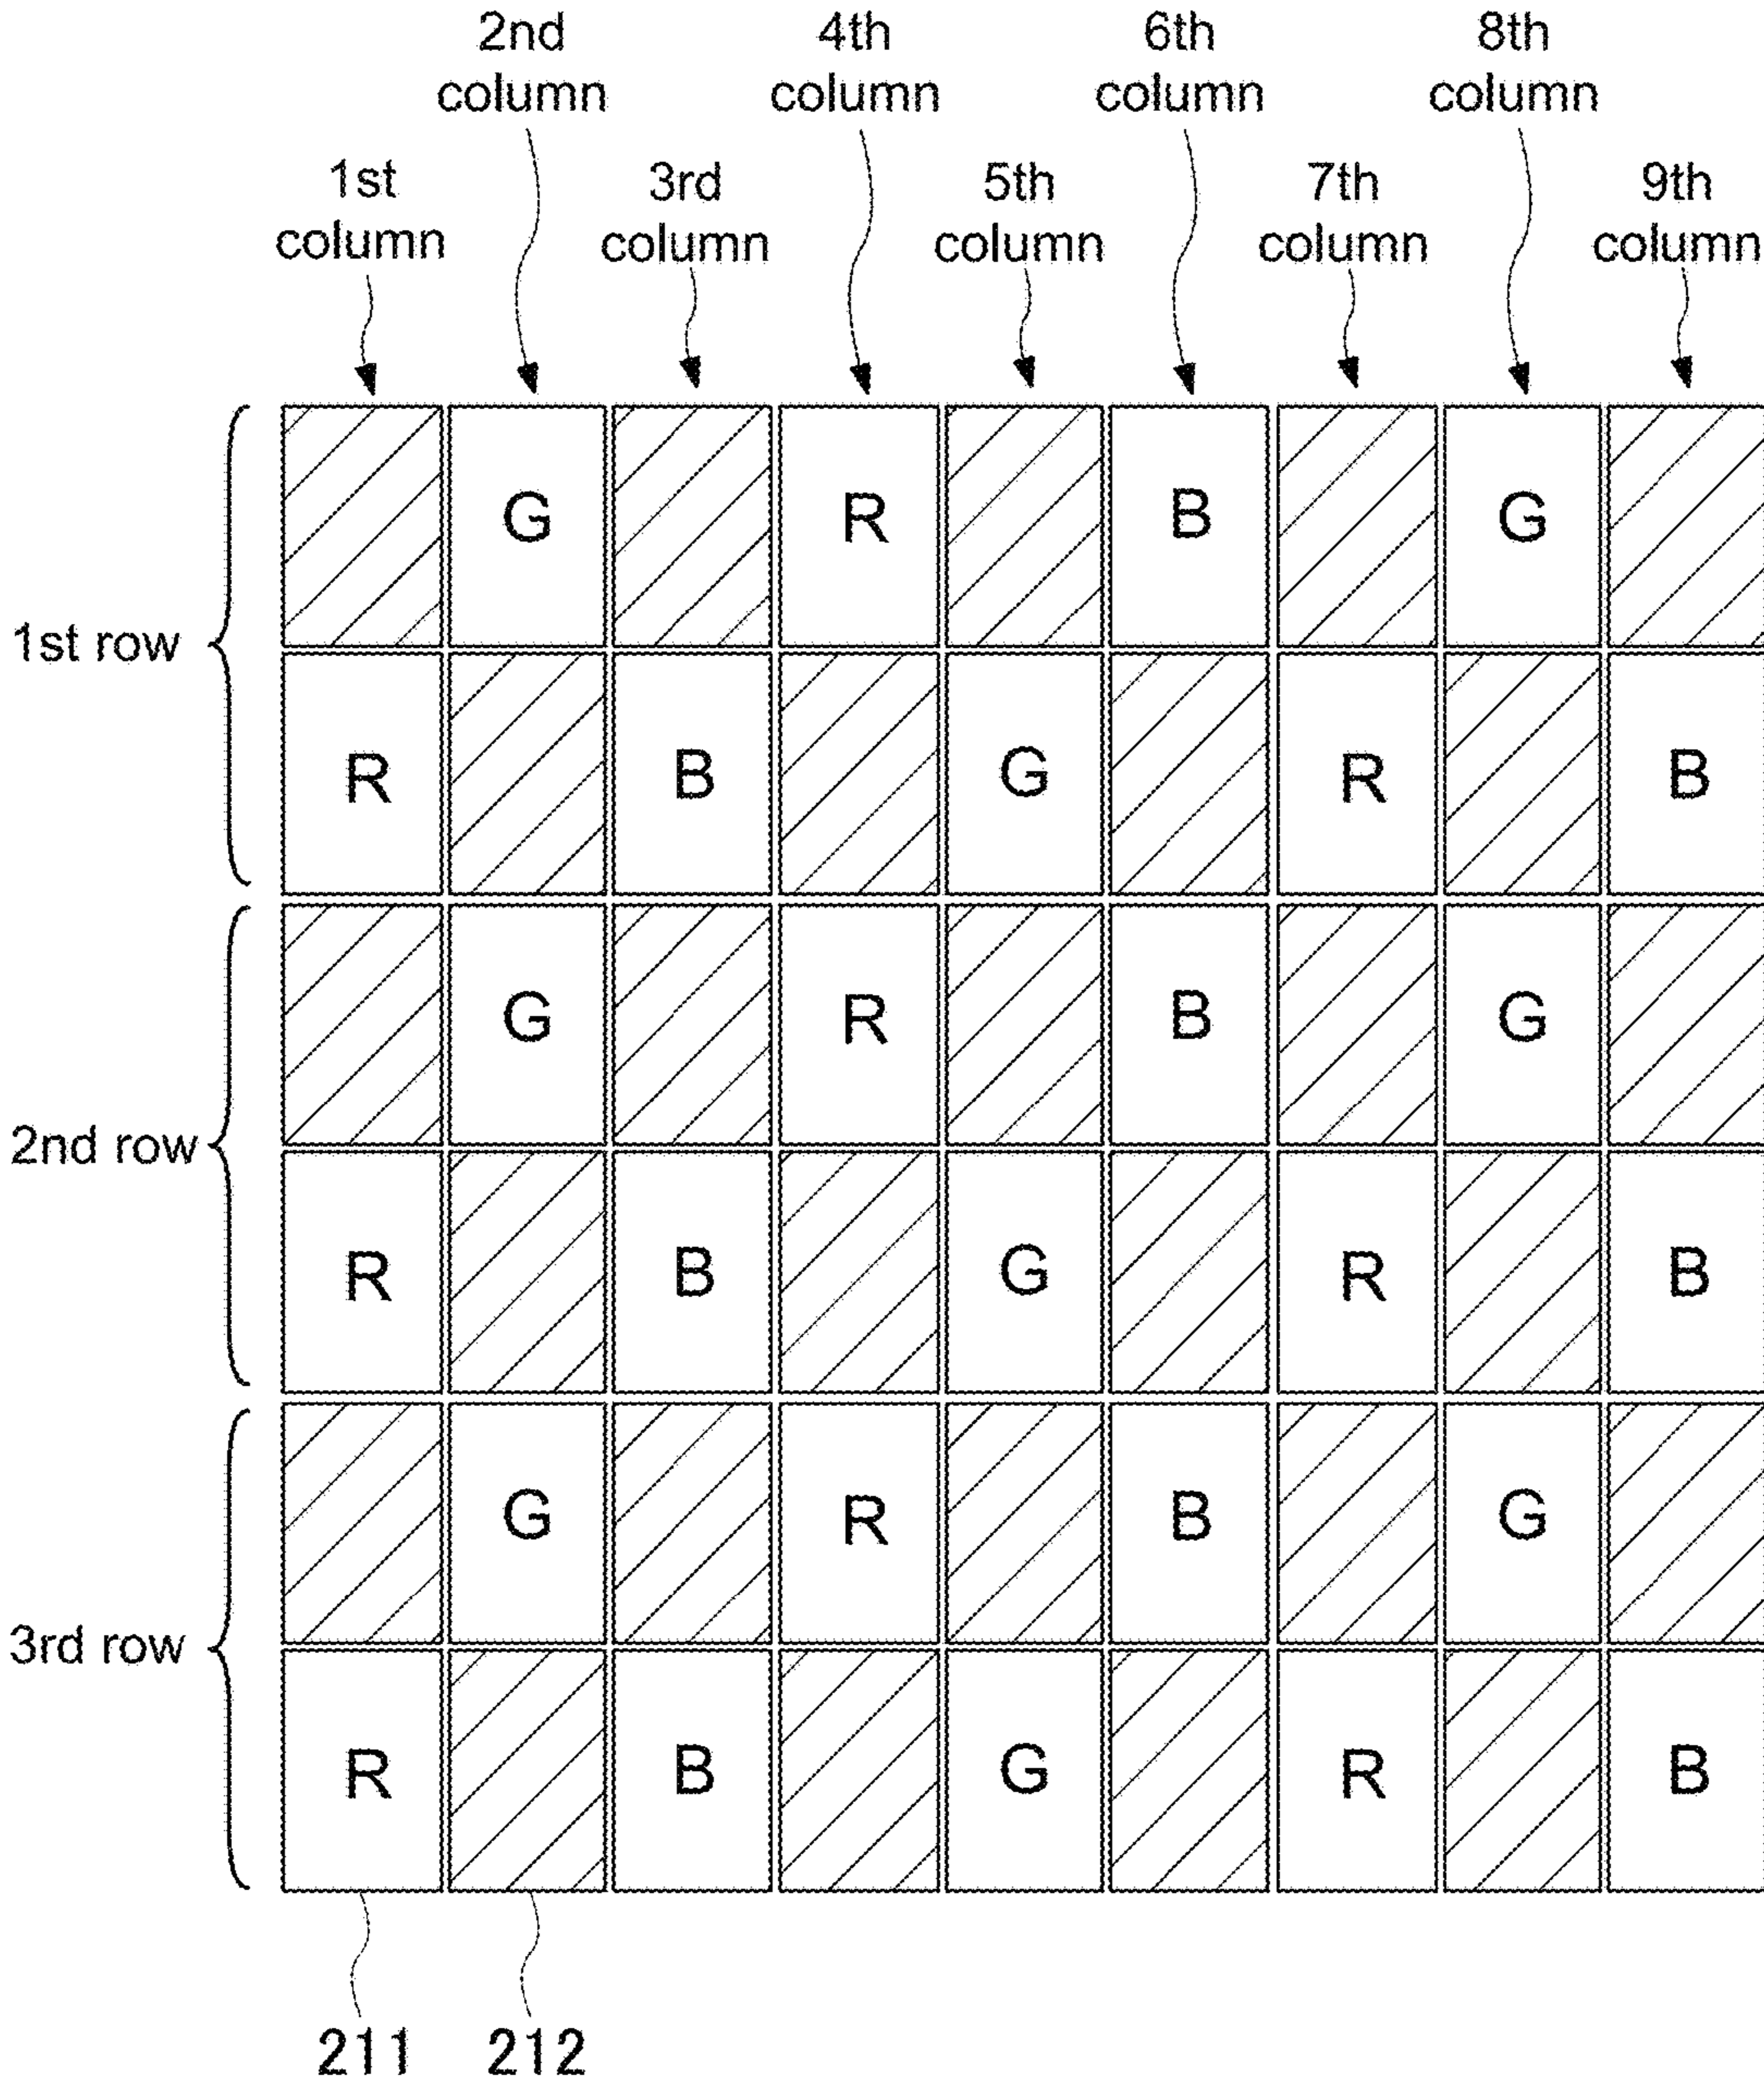 2nd column
4th column
6th column
8th column
1st column
3rd column
5th column
7th column
9th column
1st row
G R B G
R B G R B
2nd row
G R B G
R B G R B
3rd row
G R B G
R B G R B
211 212